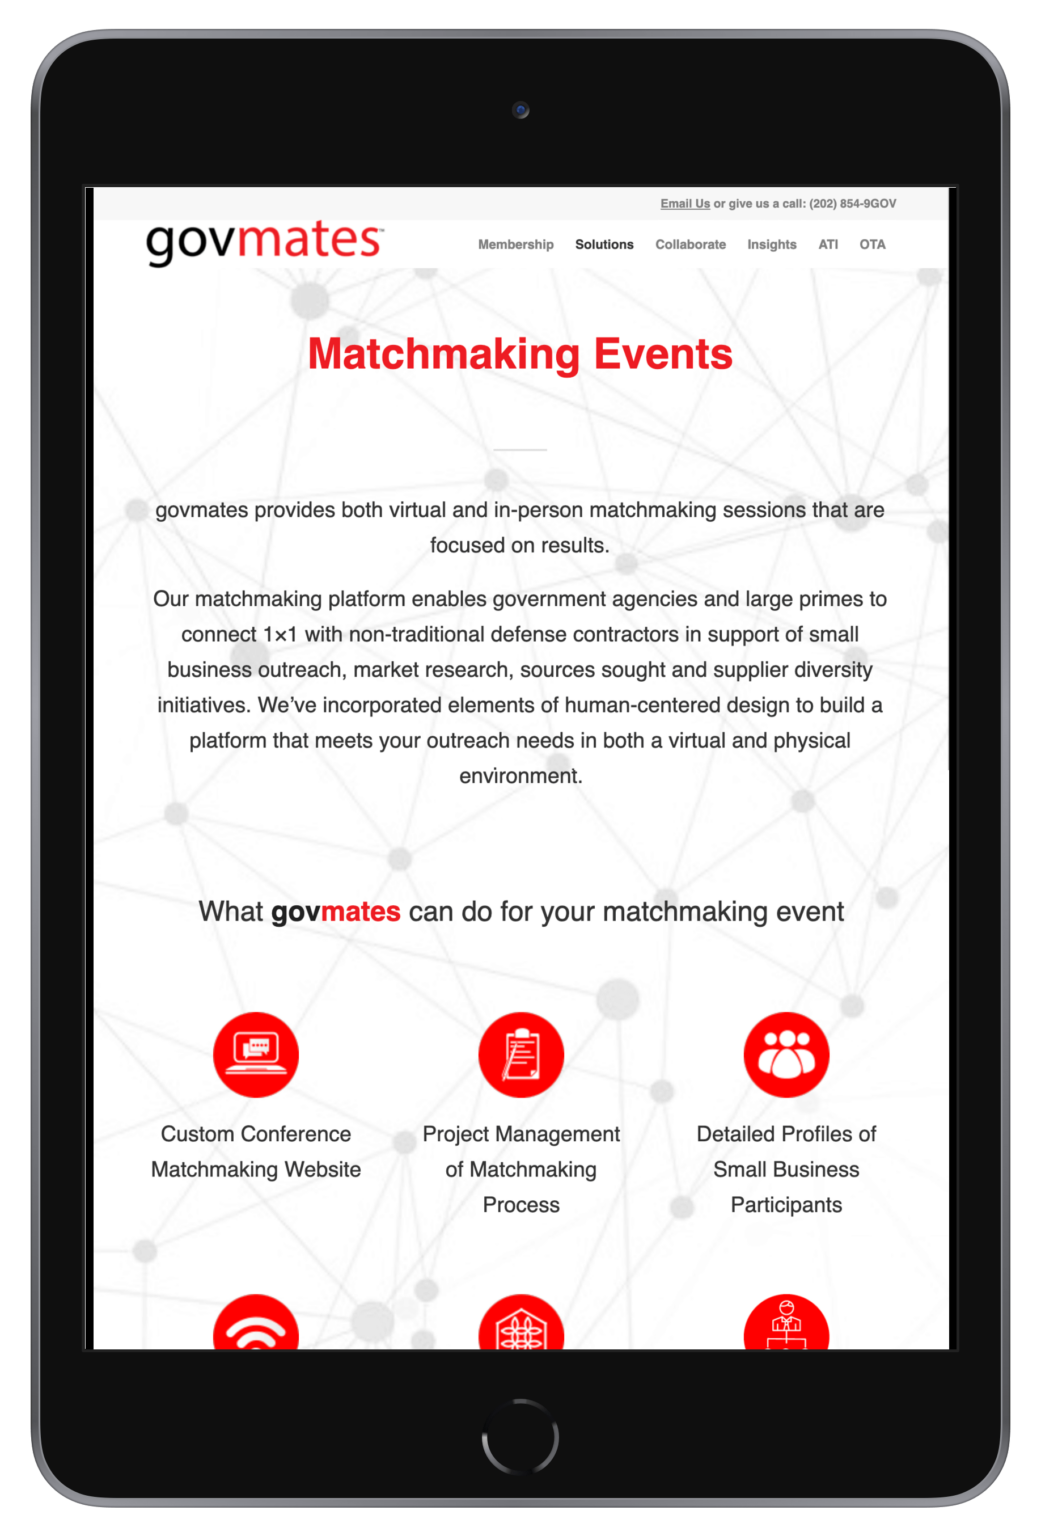 Email Us or give us a call: (202) 854-9GOV
govmates™
Membership Solutions Collaborate Insights ATI OTA
Matchmaking Events
govmates provides both virtual and in-person matchmaking sessions that are
focused on results.
Our matchmaking platform enables government agencies and large primes to
connect 1×1 with non-traditional defense contractors in support of small
business outreach, market research, sources sought and supplier diversity
initiatives. We’ve incorporated elements of human-centered design to build a
platform that meets your outreach needs in both a virtual and physical
environment.
What govmates can do for your matchmaking event
Custom Conference
Matchmaking Website
Project Management
of Matchmaking
Process
Detailed Profiles of
Small Business
Participants